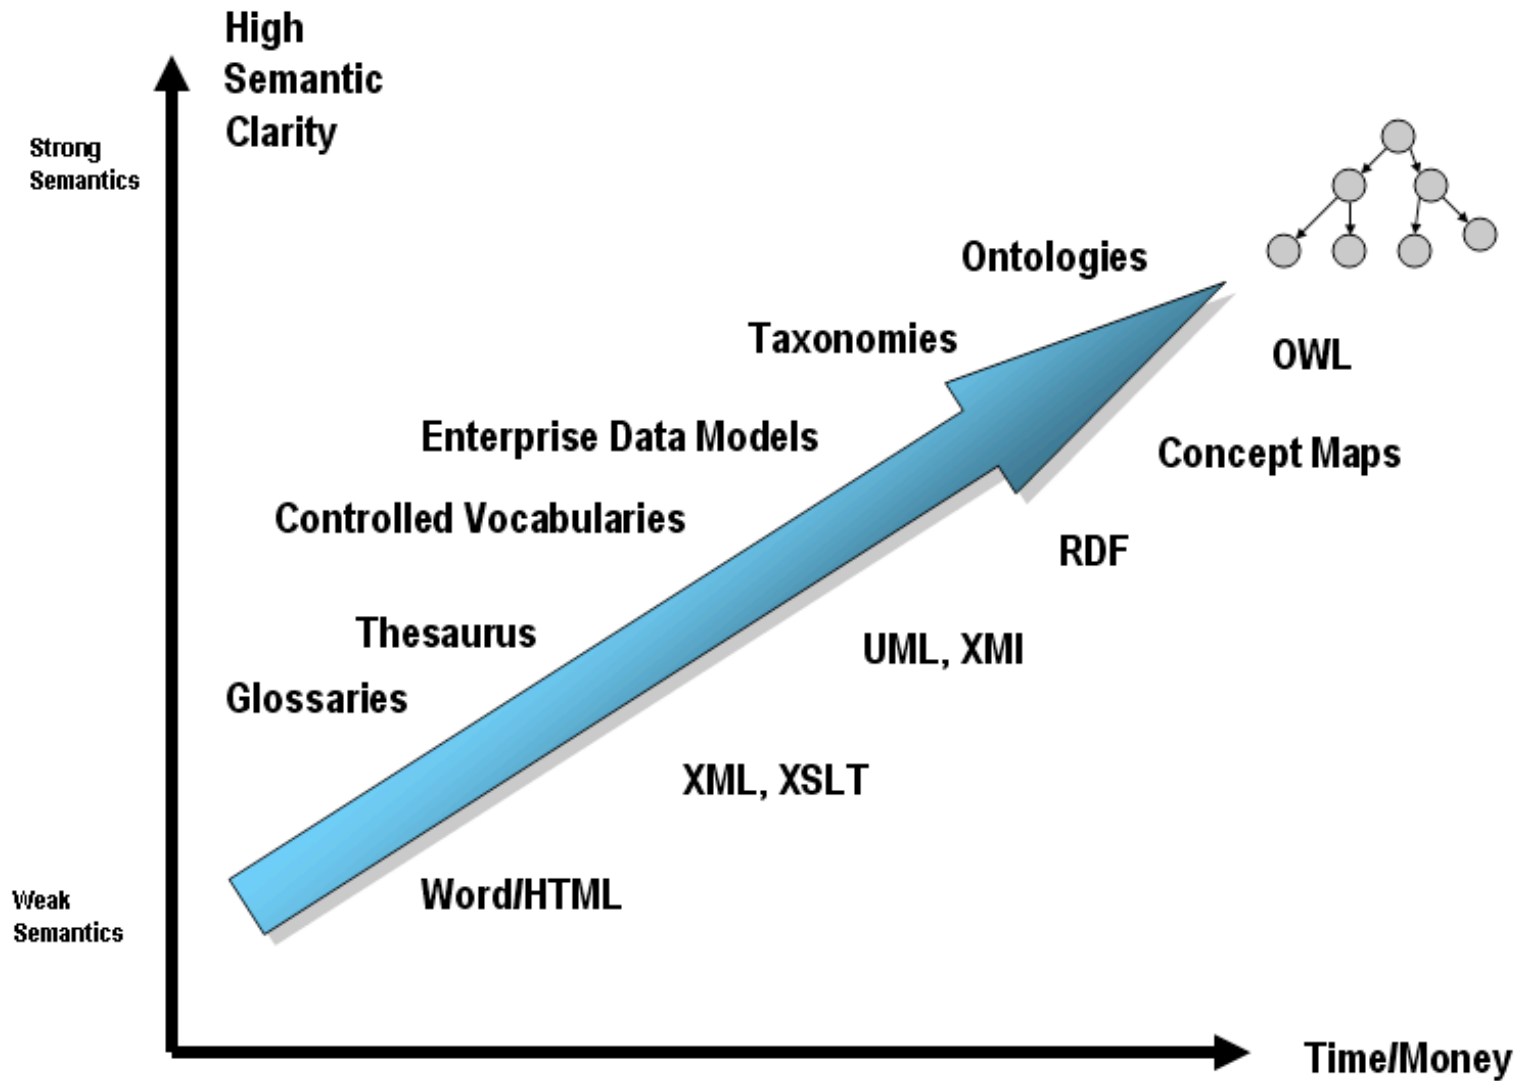 High
Semantic
Clarity
Strong
Semantics
Ontologies
Taxonomies
OWL
Enterprise Data Models
Concept Maps
Controlled Vocabularies
RDF
Thesaurus
UML, XMI
Glossaries
XML, XSLT
Word/HTML
Weak
Semantics
Time/Money